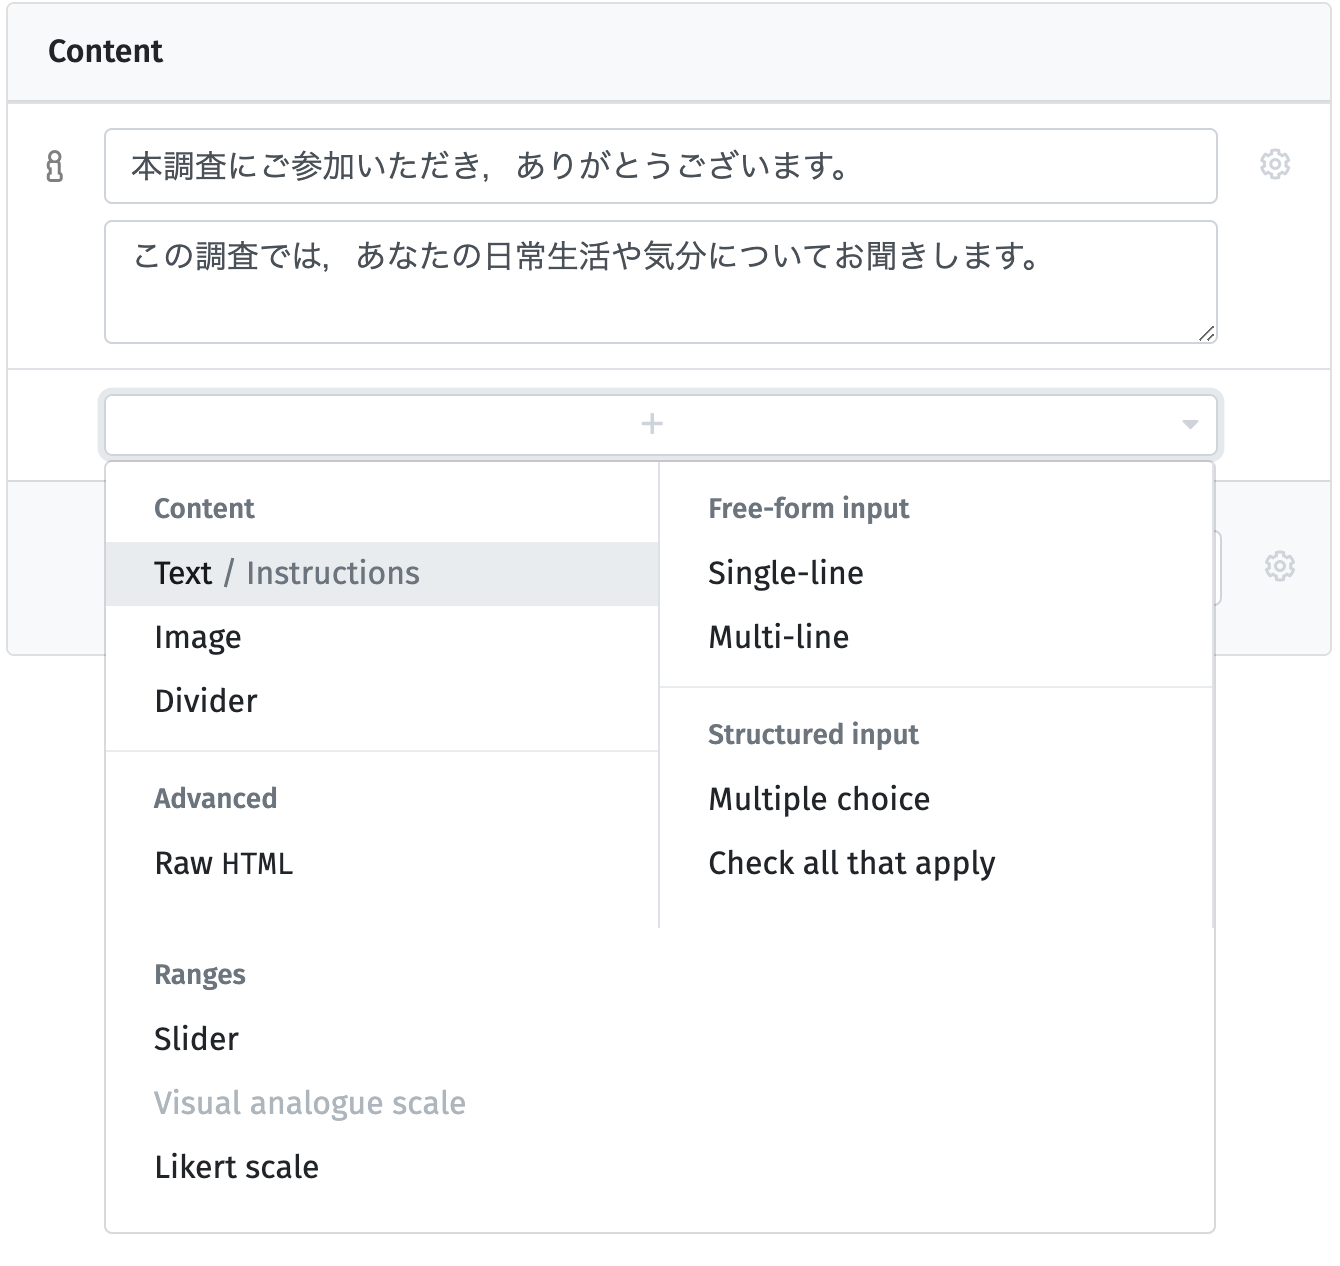 Content
本調査にご参加いただき，ありがとうございます。
この調査では，あなたの日常生活や気分についてお聞きします。
+
Content
Text / Instructions
Image
Divider
Advanced
Raw HTML
Free-form input
Single-line
Multi-line
Structured input
Multiple choice
Check all that apply
Ranges
Slider
Visual analogue scale
Likert scale